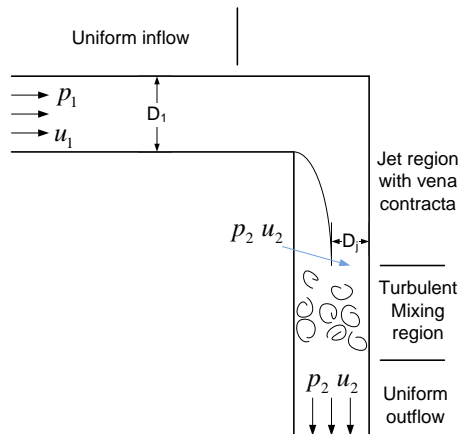 Uniform inflow
p₁
D₁
u₁
Jet region
with vena
contracta
p₂ u₂
Dⱼ
Turbulent
Mixing
region
p₂ u₂
Uniform
outflow